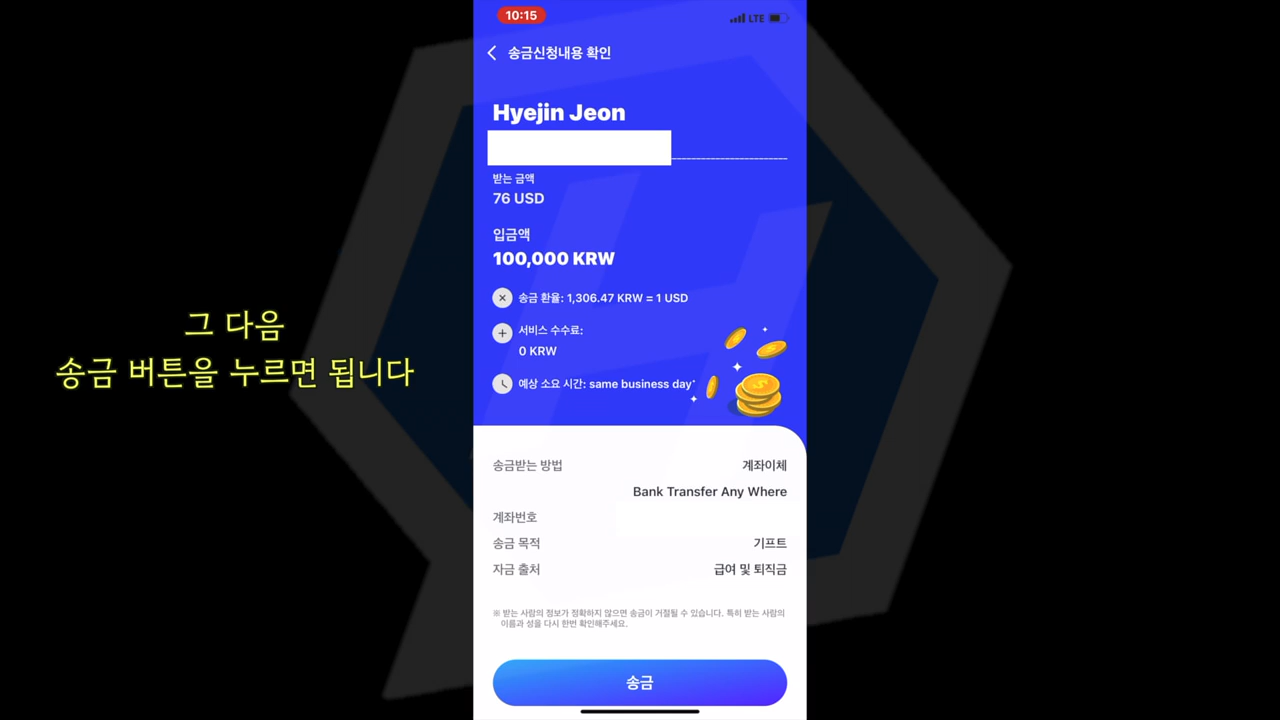 10:15
LTE
송금신청내용 확인
Hyejin Jeon
받는 금액
76 USD
입금액
100,000 KRW
송금 환율: 1,306.47 KRW = 1 USD
서비스 수수료:
0 KRW
예상 소요 시간: same business day*
그 다음
송금 버튼을 누르면 됩니다
송금받는 방법 계좌이체
Bank Transfer Any Where
계좌번호
송금 목적 기프트
자금 출처 급여 및 퇴직금
※ 받는 사람의 정보가 정확하지 않으면 송금이 거절될 수 있습니다. 특히 받는 사람의
이름과 성을 다시 한번 확인해주세요.
송금